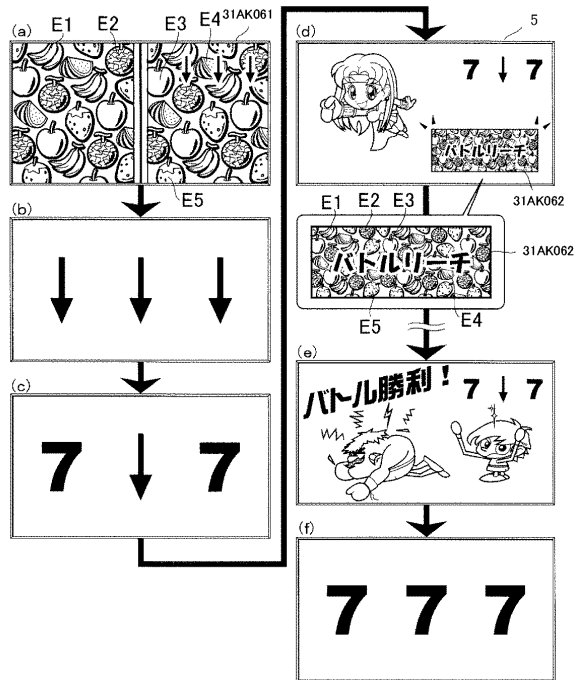 (a)
E1 E2 E3 E4 31AK061
E5
(b)
(c)
7 7
(d)
5
7 7
バトルリーチ
31AK062
E1 E2 E3
31AK062
バトルリーチ
E5 E4
(e)
バトル勝利!
7 7
(f)
7 7 7